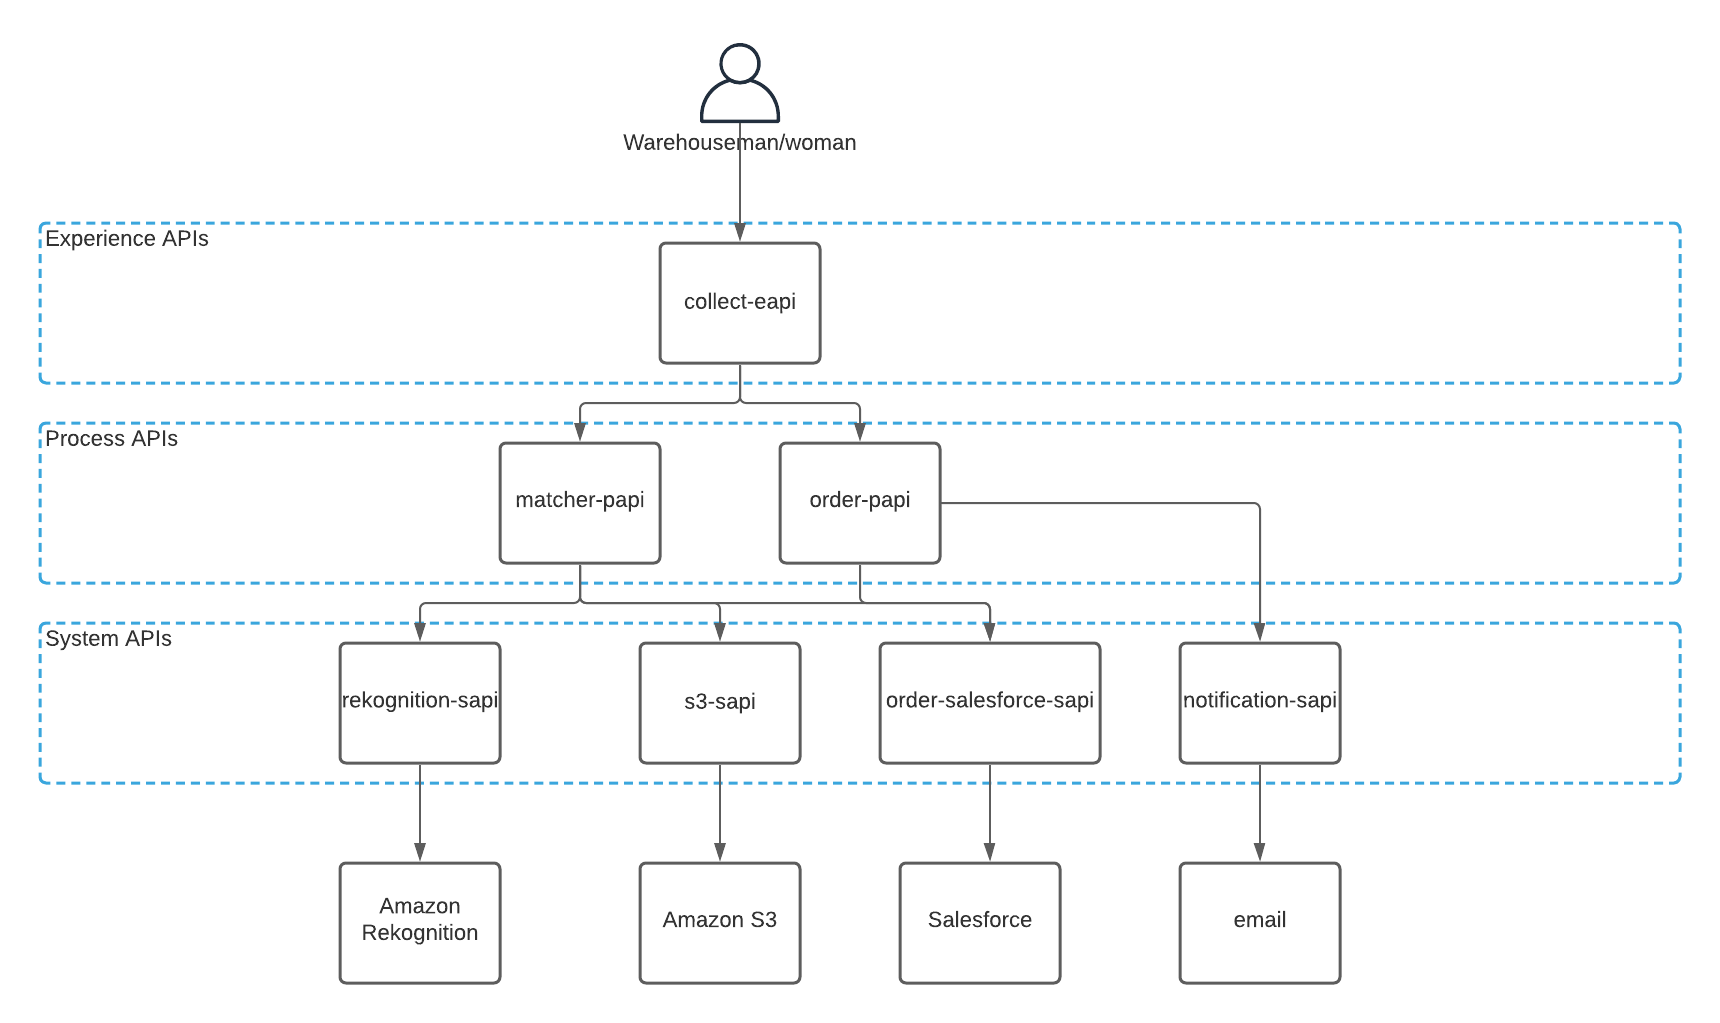 Warehouseman/woman
Experience APIs
collect-eapi
Process APIs
matcher-papi
order-papi
System APIs
rekognition-sapi
s3-sapi
order-salesforce-sapi
notification-sapi
Amazon
Rekognition
Amazon S3
Salesforce
email